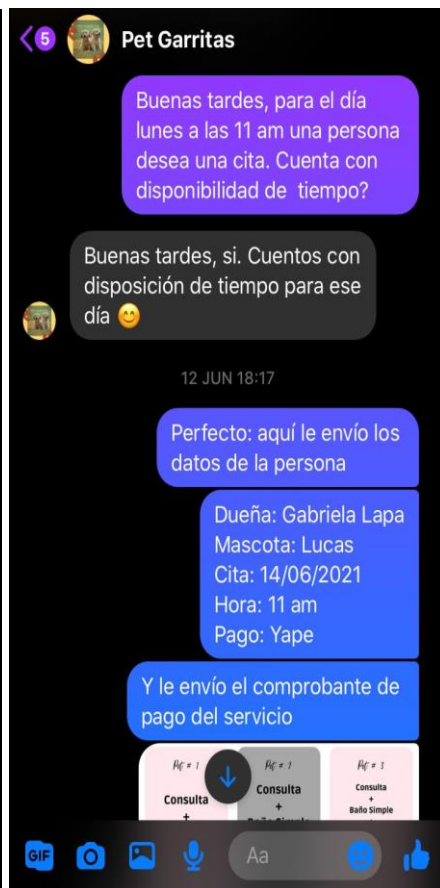 5
Pet Garritas
Buenas tardes, para el día
lunes a las 11 am una persona
desea una cita. Cuenta con
disponibilidad de tiempo?
Buenas tardes, si. Cuentos con
disposición de tiempo para ese
día 😊
12 JUN 18:17
Perfecto: aquí le envío los
datos de la persona
Dueña: Gabriela Lapa
Mascota: Lucas
Cita: 14/06/2021
Hora: 11 am
Pago: Yape
Y le envío el comprobante de
pago del servicio
Consulta
+
Consulta
+
Consulta
+
Baño Simple
GIF
Aa